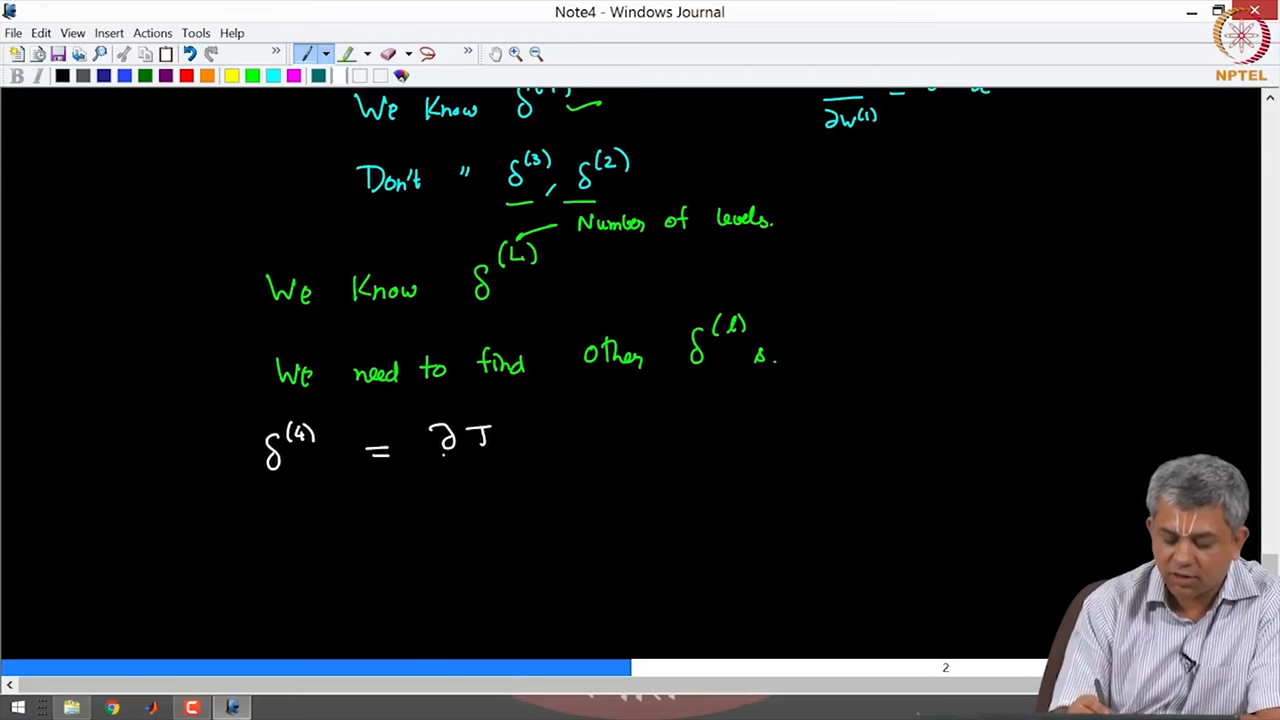 Note4 - Windows Journal
File Edit View Insert Actions Tools Help
NPTEL
We Know δ
∂W(1) =
Don't " δ(3), δ(2)
Number of levels.
We Know δ(L)
We need to find other δ(l) s.
δ(4) = ∂J
2